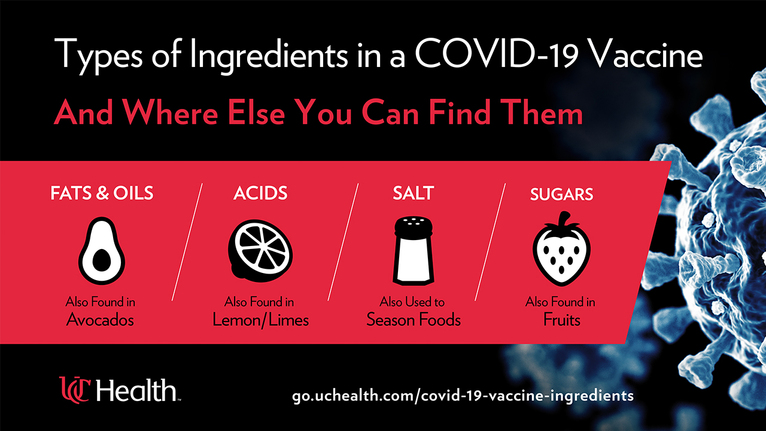 Types of Ingredients in a COVID-19 Vaccine
And Where Else You Can Find Them
FATS & OILS
Also Found in
Avocados
ACIDS
Also Found in
Lemon/Limes
SALT
Also Used to
Season Foods
SUGARS
Also Found in
Fruits
UC Health™
go.uchealth.com/covid-19-vaccine-ingredients